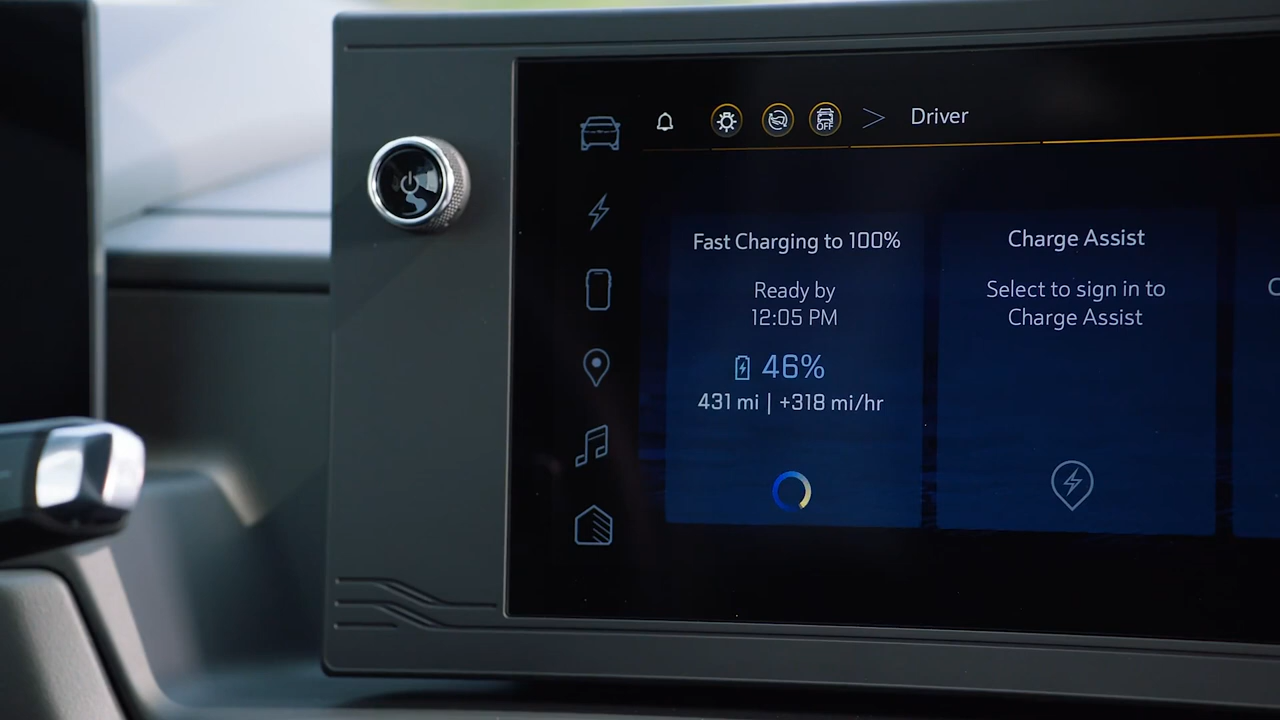 OFF
Driver
Fast Charging to 100%
Ready by
12:05 PM
46%
431 mi | +318 mi/hr
Charge Assist
Select to sign in to
Charge Assist